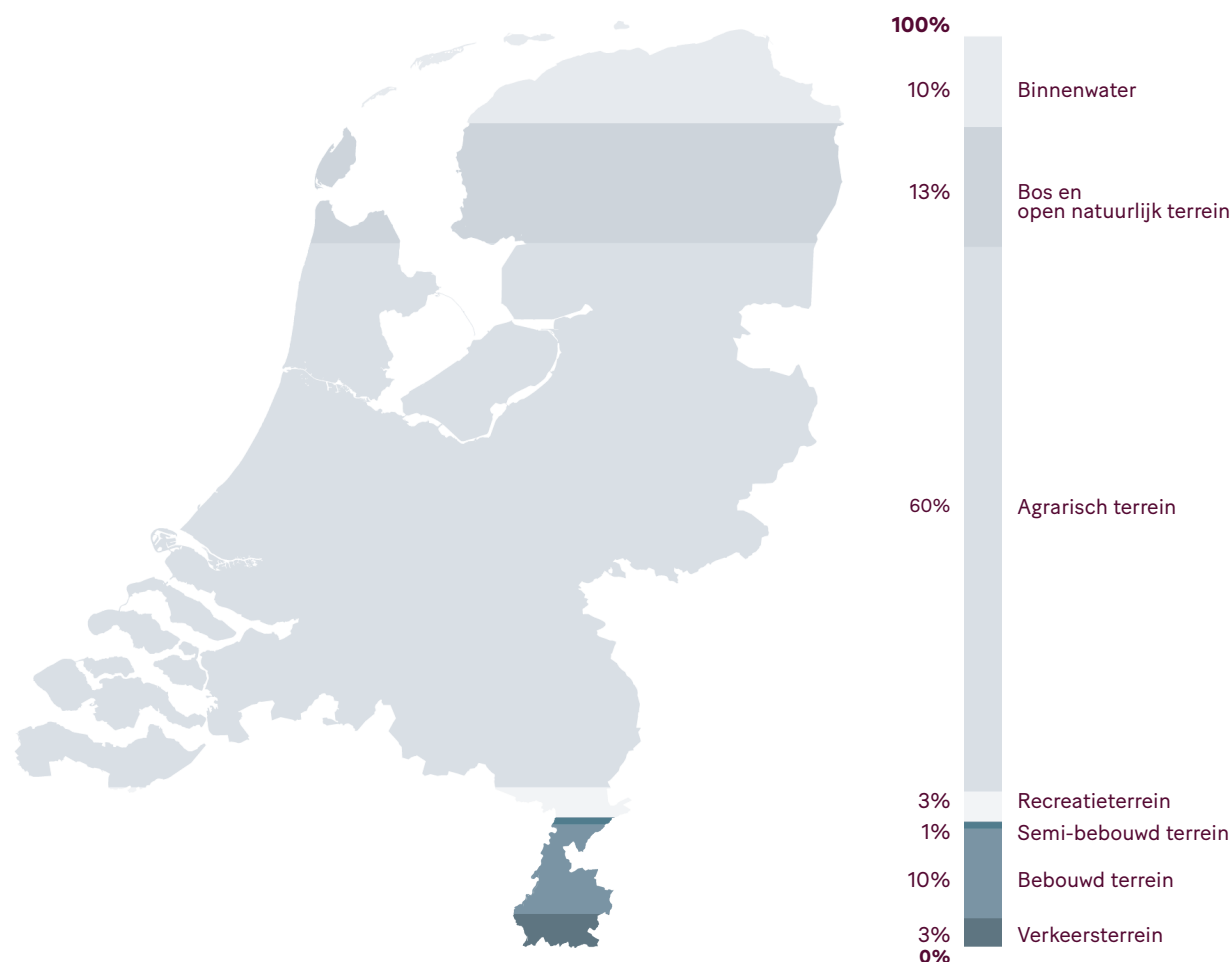 100%
10% Binnenwater
13% Bos en
open natuurlijk terrein
60% Agrarisch terrein
3% Recreatieterrein
1% Semi-bebouwd terrein
10% Bebouwd terrein
3% Verkeersterrein
0%